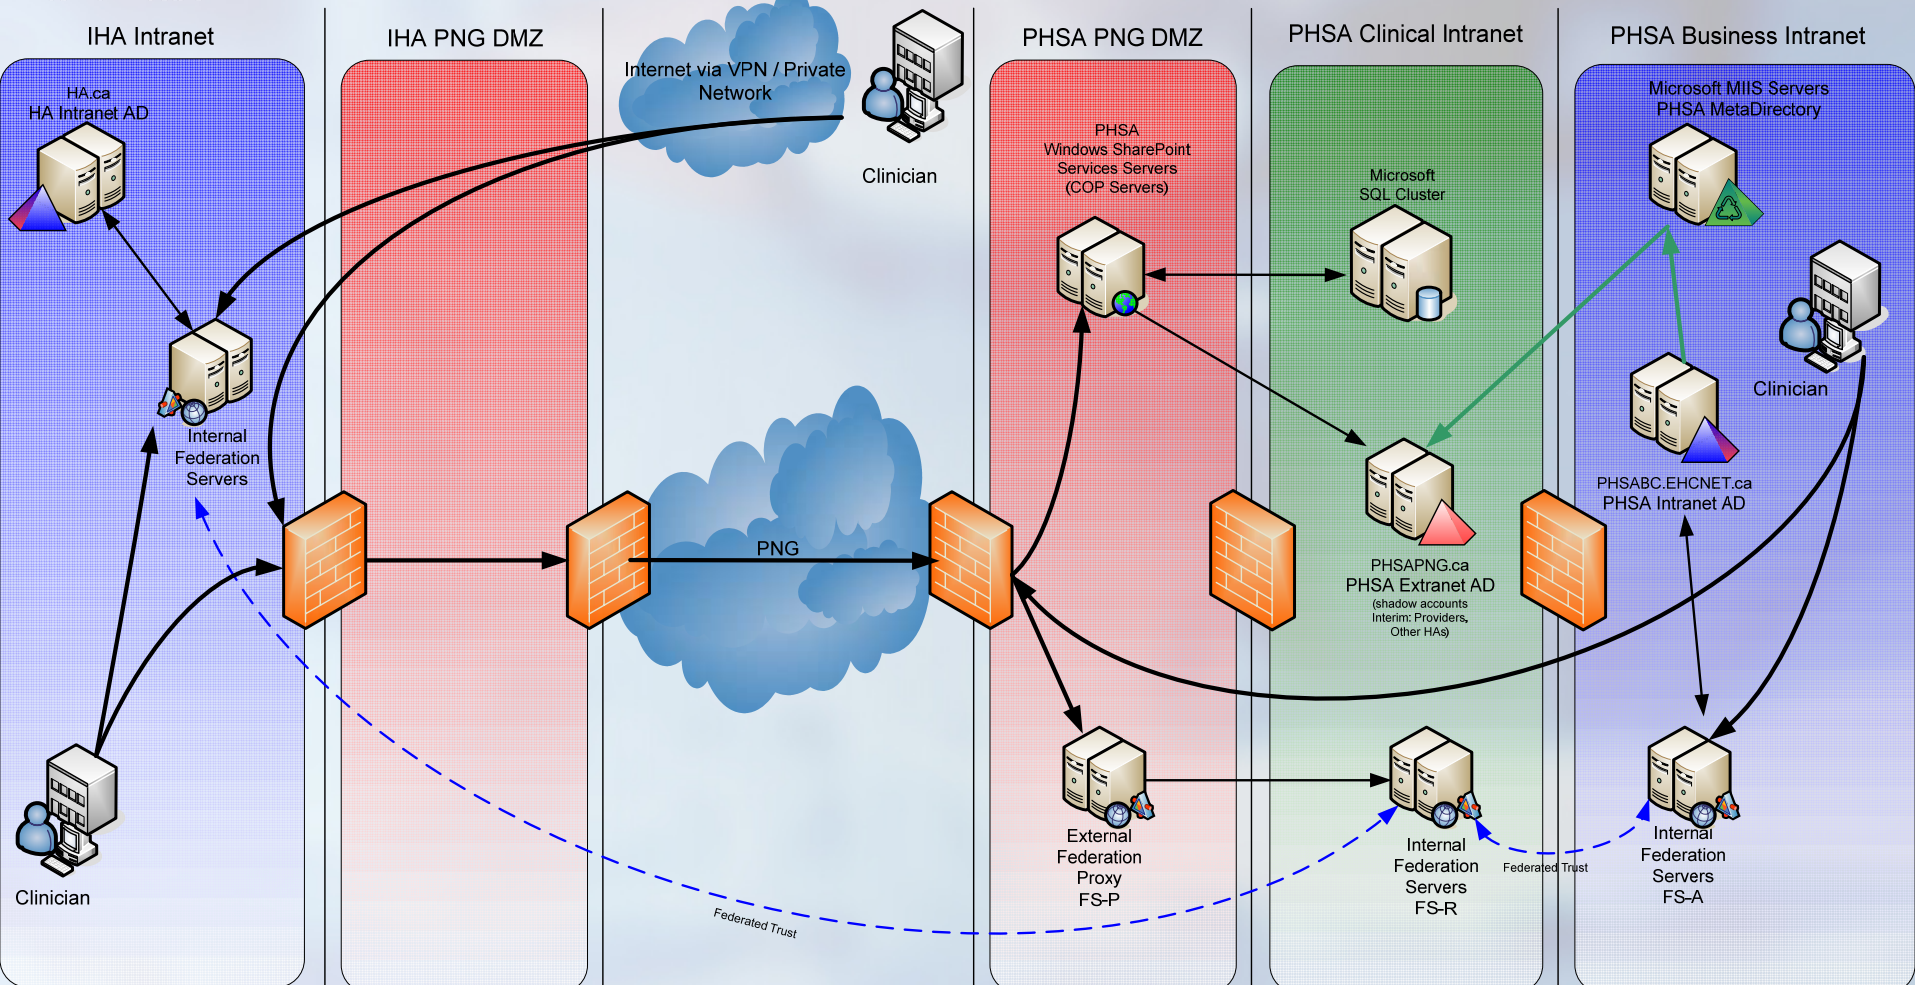 IHA Intranet
IHA PNG DMZ
PHSA PNG DMZ
PHSA Clinical Intranet
PHSA Business Intranet
HA.ca
HA Intranet AD
Internal
Federation
Servers
Clinician
Internet via VPN / Private
Network
Clinician
PNG
Federated Trust
PHSA
Windows SharePoint
Services Servers
(COP Servers)
External
Federation
Proxy
FS-P
Microsoft
SQL Cluster
PHSAPNG.ca
PHSA Extranet AD
(shadow accounts
Interim: Providers,
Other HAs)
Internal
Federation
Servers
FS-R
Federated Trust
Microsoft MIIS Servers
PHSA MetaDirectory
Clinician
PHSABC.EHCNET.ca
PHSA Intranet AD
Internal
Federation
Servers
FS-A